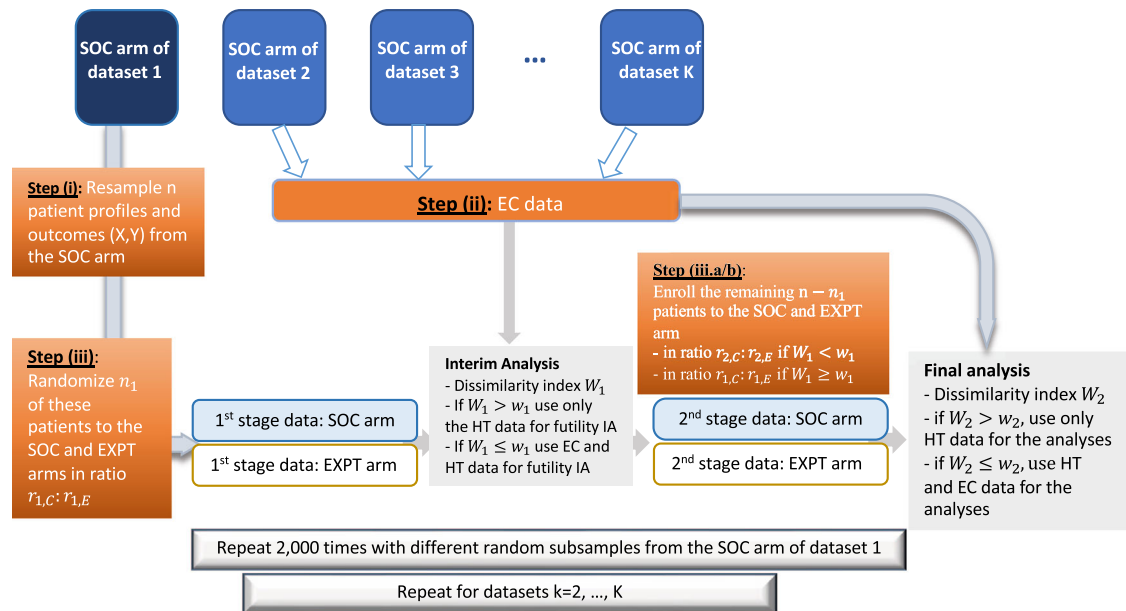 SOC arm of
dataset 1
SOC arm of
dataset 2
SOC arm of
dataset 3
...
SOC arm of
dataset K
Step (i): Resample n
patient profiles and
outcomes (X,Y) from
the SOC arm
Step (ii): EC data
Step (iii):
Randomize n₁
of these
patients to the
SOC and EXPT
arms in ratio
r₁,C: r₁,E
1st stage data: SOC arm
1st stage data: EXPT arm
Interim Analysis
- Dissimilarity index W₁
- If W₁ > w₁ use only
the HT data for futility IA
- If W₁ ≤ w₁ use EC and
HT data for futility IA
Step (iii.a/b):
Enroll the remaining n − n₁
patients to the SOC and EXPT
arm
- in ratio r₂,C: r₂,E if W₁ < w₁
- in ratio r₁,C: r₁,E if W₁ ≥ w₁
2nd stage data: SOC arm
2nd stage data: EXPT arm
Final analysis
- Dissimilarity index W₂
- if W₂ > w₂, use only
HT data for the analyses
- if W₂ ≤ w₂, use HT
and EC data for the
analyses
Repeat 2,000 times with different random subsamples from the SOC arm of dataset 1
Repeat for datasets k=2, ..., K